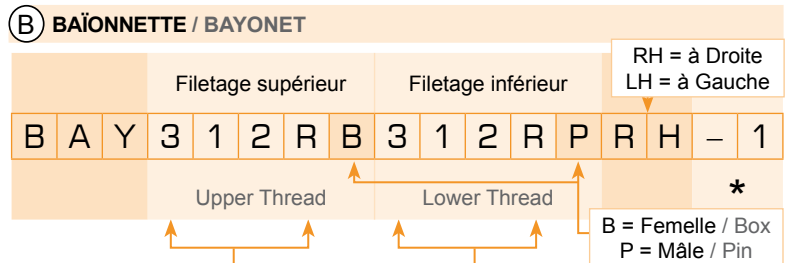 B BAÏONNETTE / BAYONET
RH = à Droite
LH = à Gauche
Filetage supérieur Filetage inférieur
B A Y 3 1 2 R B 3 1 2 R P R H – 1
Upper Thread Lower Thread *
B = Femelle / Box
P = Mâle / Pin